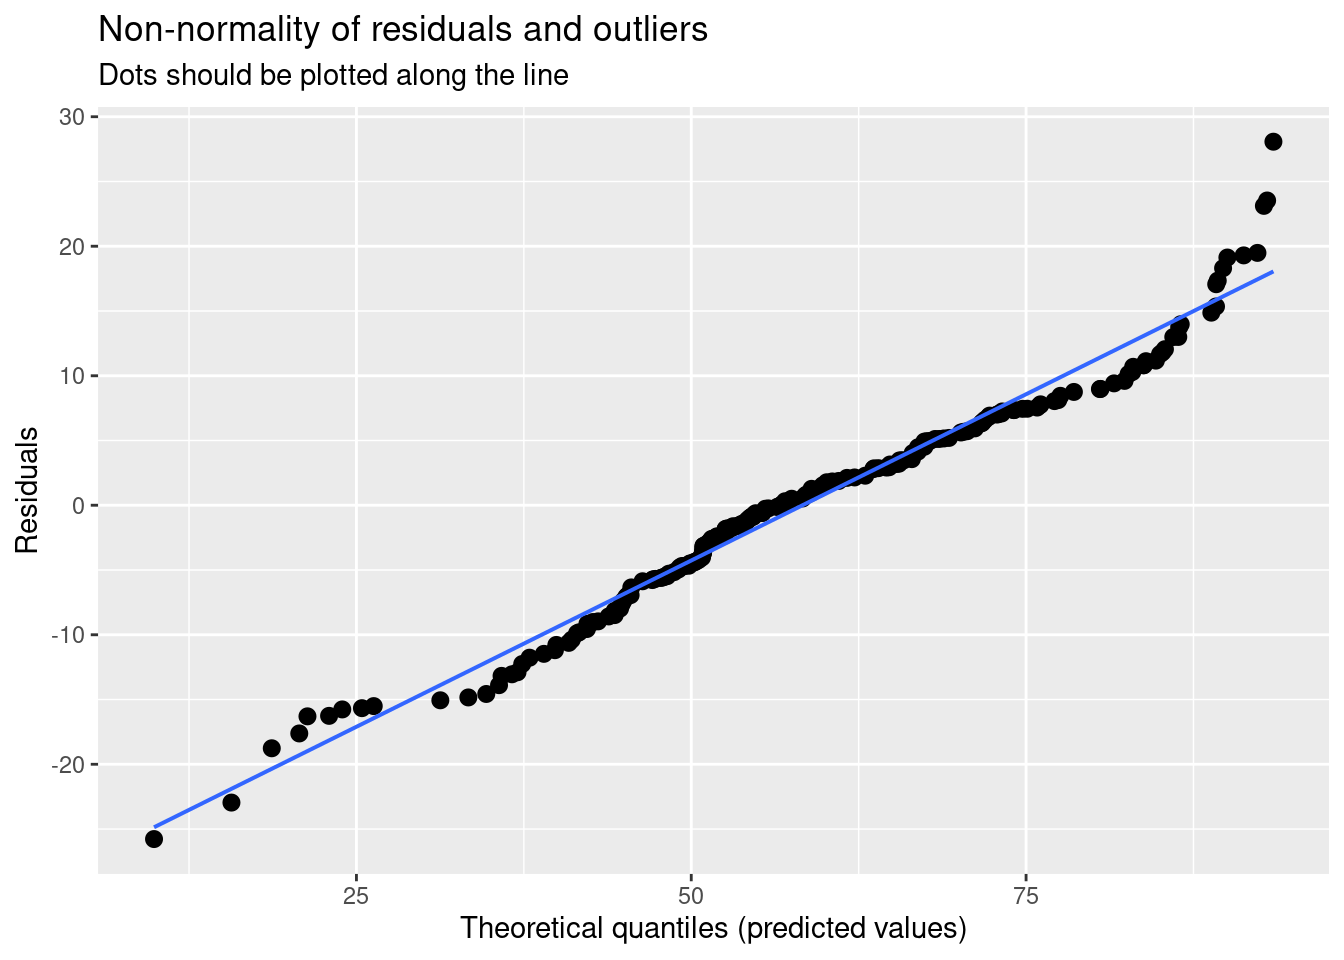 Non-normality of residuals and outliers
Dots should be plotted along the line
30
20
10
0
-10
-20
Residuals
25 50 75
Theoretical quantiles (predicted values)